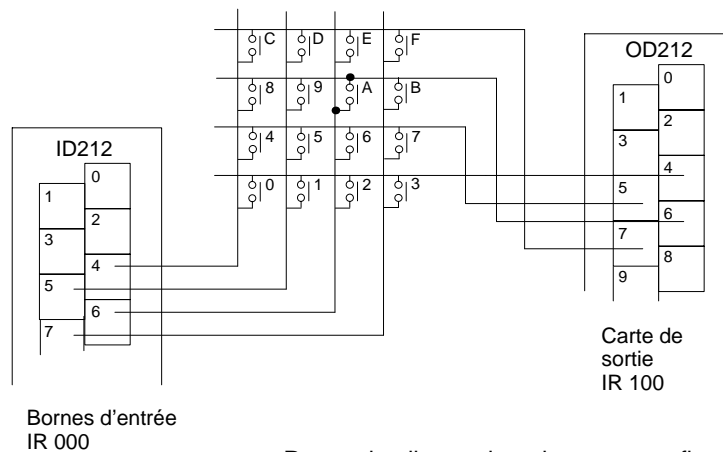 C D E F
8 9 A B
4 5 6 7
0 1 2 3
ID212
0
1
2
3
4
5
6
7
OD212
0
1
2
3
4
5
6
7
8
9
Carte de
sortie
IR 100
Bornes d'entrée
IR 000